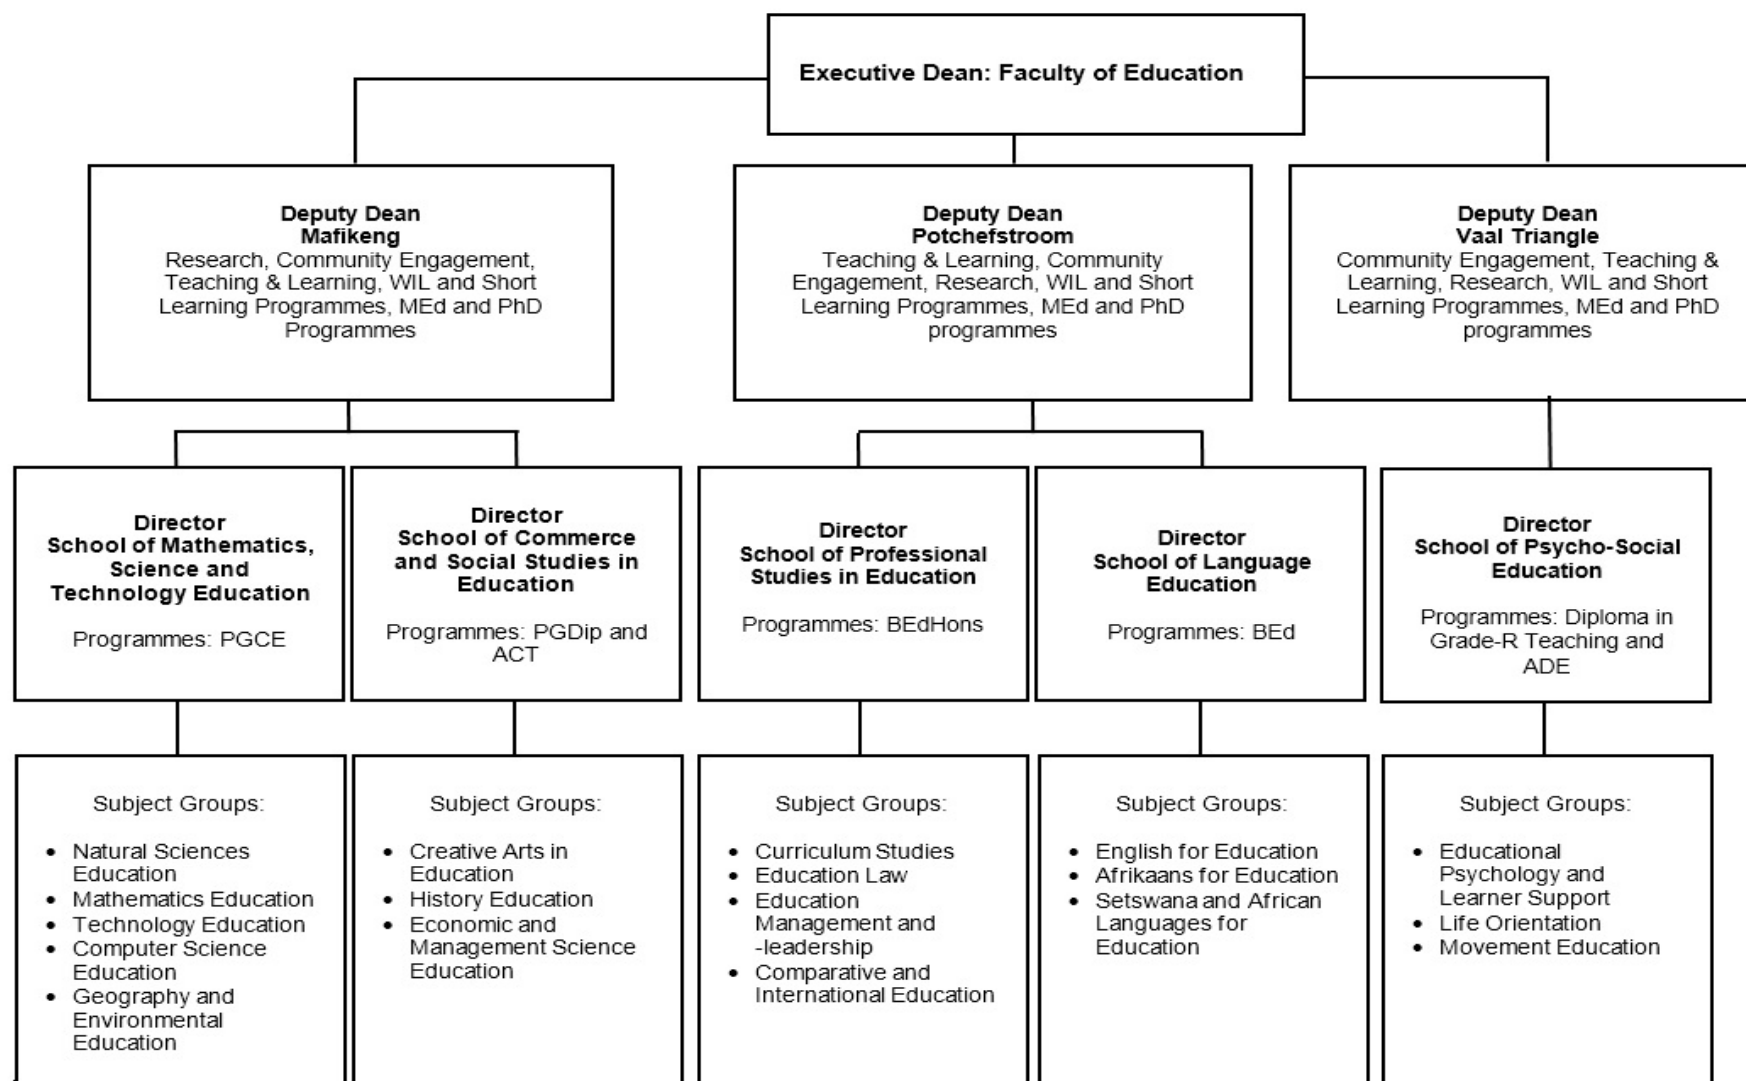 Executive Dean: Faculty of Education
Deputy Dean
Mafikeng
Research, Community Engagement,
Teaching & Learning, WIL and Short
Learning Programmes, MEd and PhD
Programmes
Deputy Dean
Potchefstroom
Teaching & Learning, Community
Engagement, Research, WIL and Short
Learning Programmes, MEd and PhD
programmes
Deputy Dean
Vaal Triangle
Community Engagement, Teaching &
Learning, Research, WIL and Short
Learning Programmes, MEd and PhD
programmes
Director
School of Mathematics,
Science and
Technology Education
Programmes: PGCE
Director
School of Commerce
and Social Studies in
Education
Programmes: PGDip and
ACT
Director
School of Professional
Studies in Education
Programmes: BEdHons
Director
School of Language
Education
Programmes: BEd
Director
School of Psycho-Social
Education
Programmes: Diploma in
Grade-R Teaching and
ADE
Subject Groups:
• Natural Sciences
Education
• Mathematics Education
• Technology Education
• Computer Science
Education
• Geography and
Environmental
Education
Subject Groups:
• Creative Arts in
Education
• History Education
• Economic and
Management Science
Education
Subject Groups:
• Curriculum Studies
• Education Law
• Education
Management and
-leadership
• Comparative and
International Education
Subject Groups:
• English for Education
• Afrikaans for Education
• Setswana and African
Languages for
Education
Subject Groups:
• Educational
Psychology and
Learner Support
• Life Orientation
• Movement Education